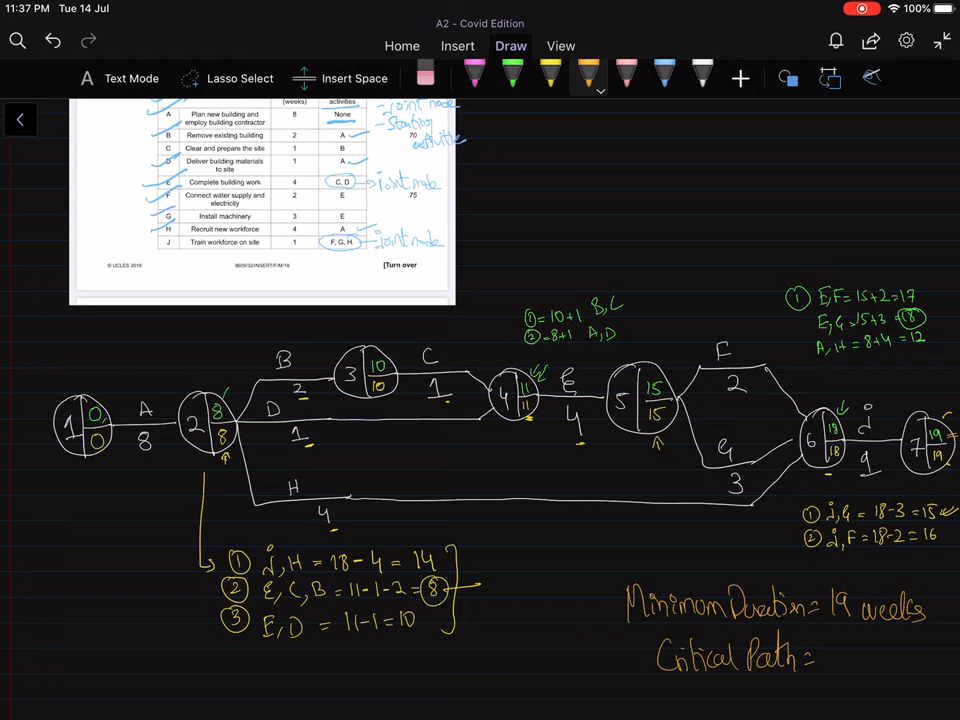 11:37 PM Tue 14 Jul
100%
A2 - Covid Edition
Home Insert Draw View
A Text Mode Lasso Select Insert Space
(weeks) activities
A Plan new building and employ building contractor 8 None
B Remove existing building 2 A 70
C Clear and prepare the site 1 B
D Deliver building materials to site 1 A
E Complete building work 4 C, D
F Connect water supply and electricity 2 E 75
G Install machinery 3 E
H Recruit new workforce 4 A
J Train workforce on site 1 F, G, H.
- joint node
- Starting
joint node
joint node
© UCLES 2018 9609/32/INSERT/F/M/18 [Turn over
① = 10+1 B, C
② = 8+1 A, D
① E, F = 15+2 = 17
E, G = 15+3 = 18
A, H = 8+4 = 12
1 0 0
A
8
2 8 8
B
2
3 10 10
C
1
D
1
4 11 11
E
4
5 15 15
F
2
G
3
H
4
6 18 18
j
1
7 19 19
① j, G = 18-3 = 15
② j, F = 18-2 = 16
① j, H = 18-4 = 14
② E, C, B = 11-1-2 = 8
③ E, D = 11-1 = 10
Minimum Duration = 19 weeks
Critical Path =